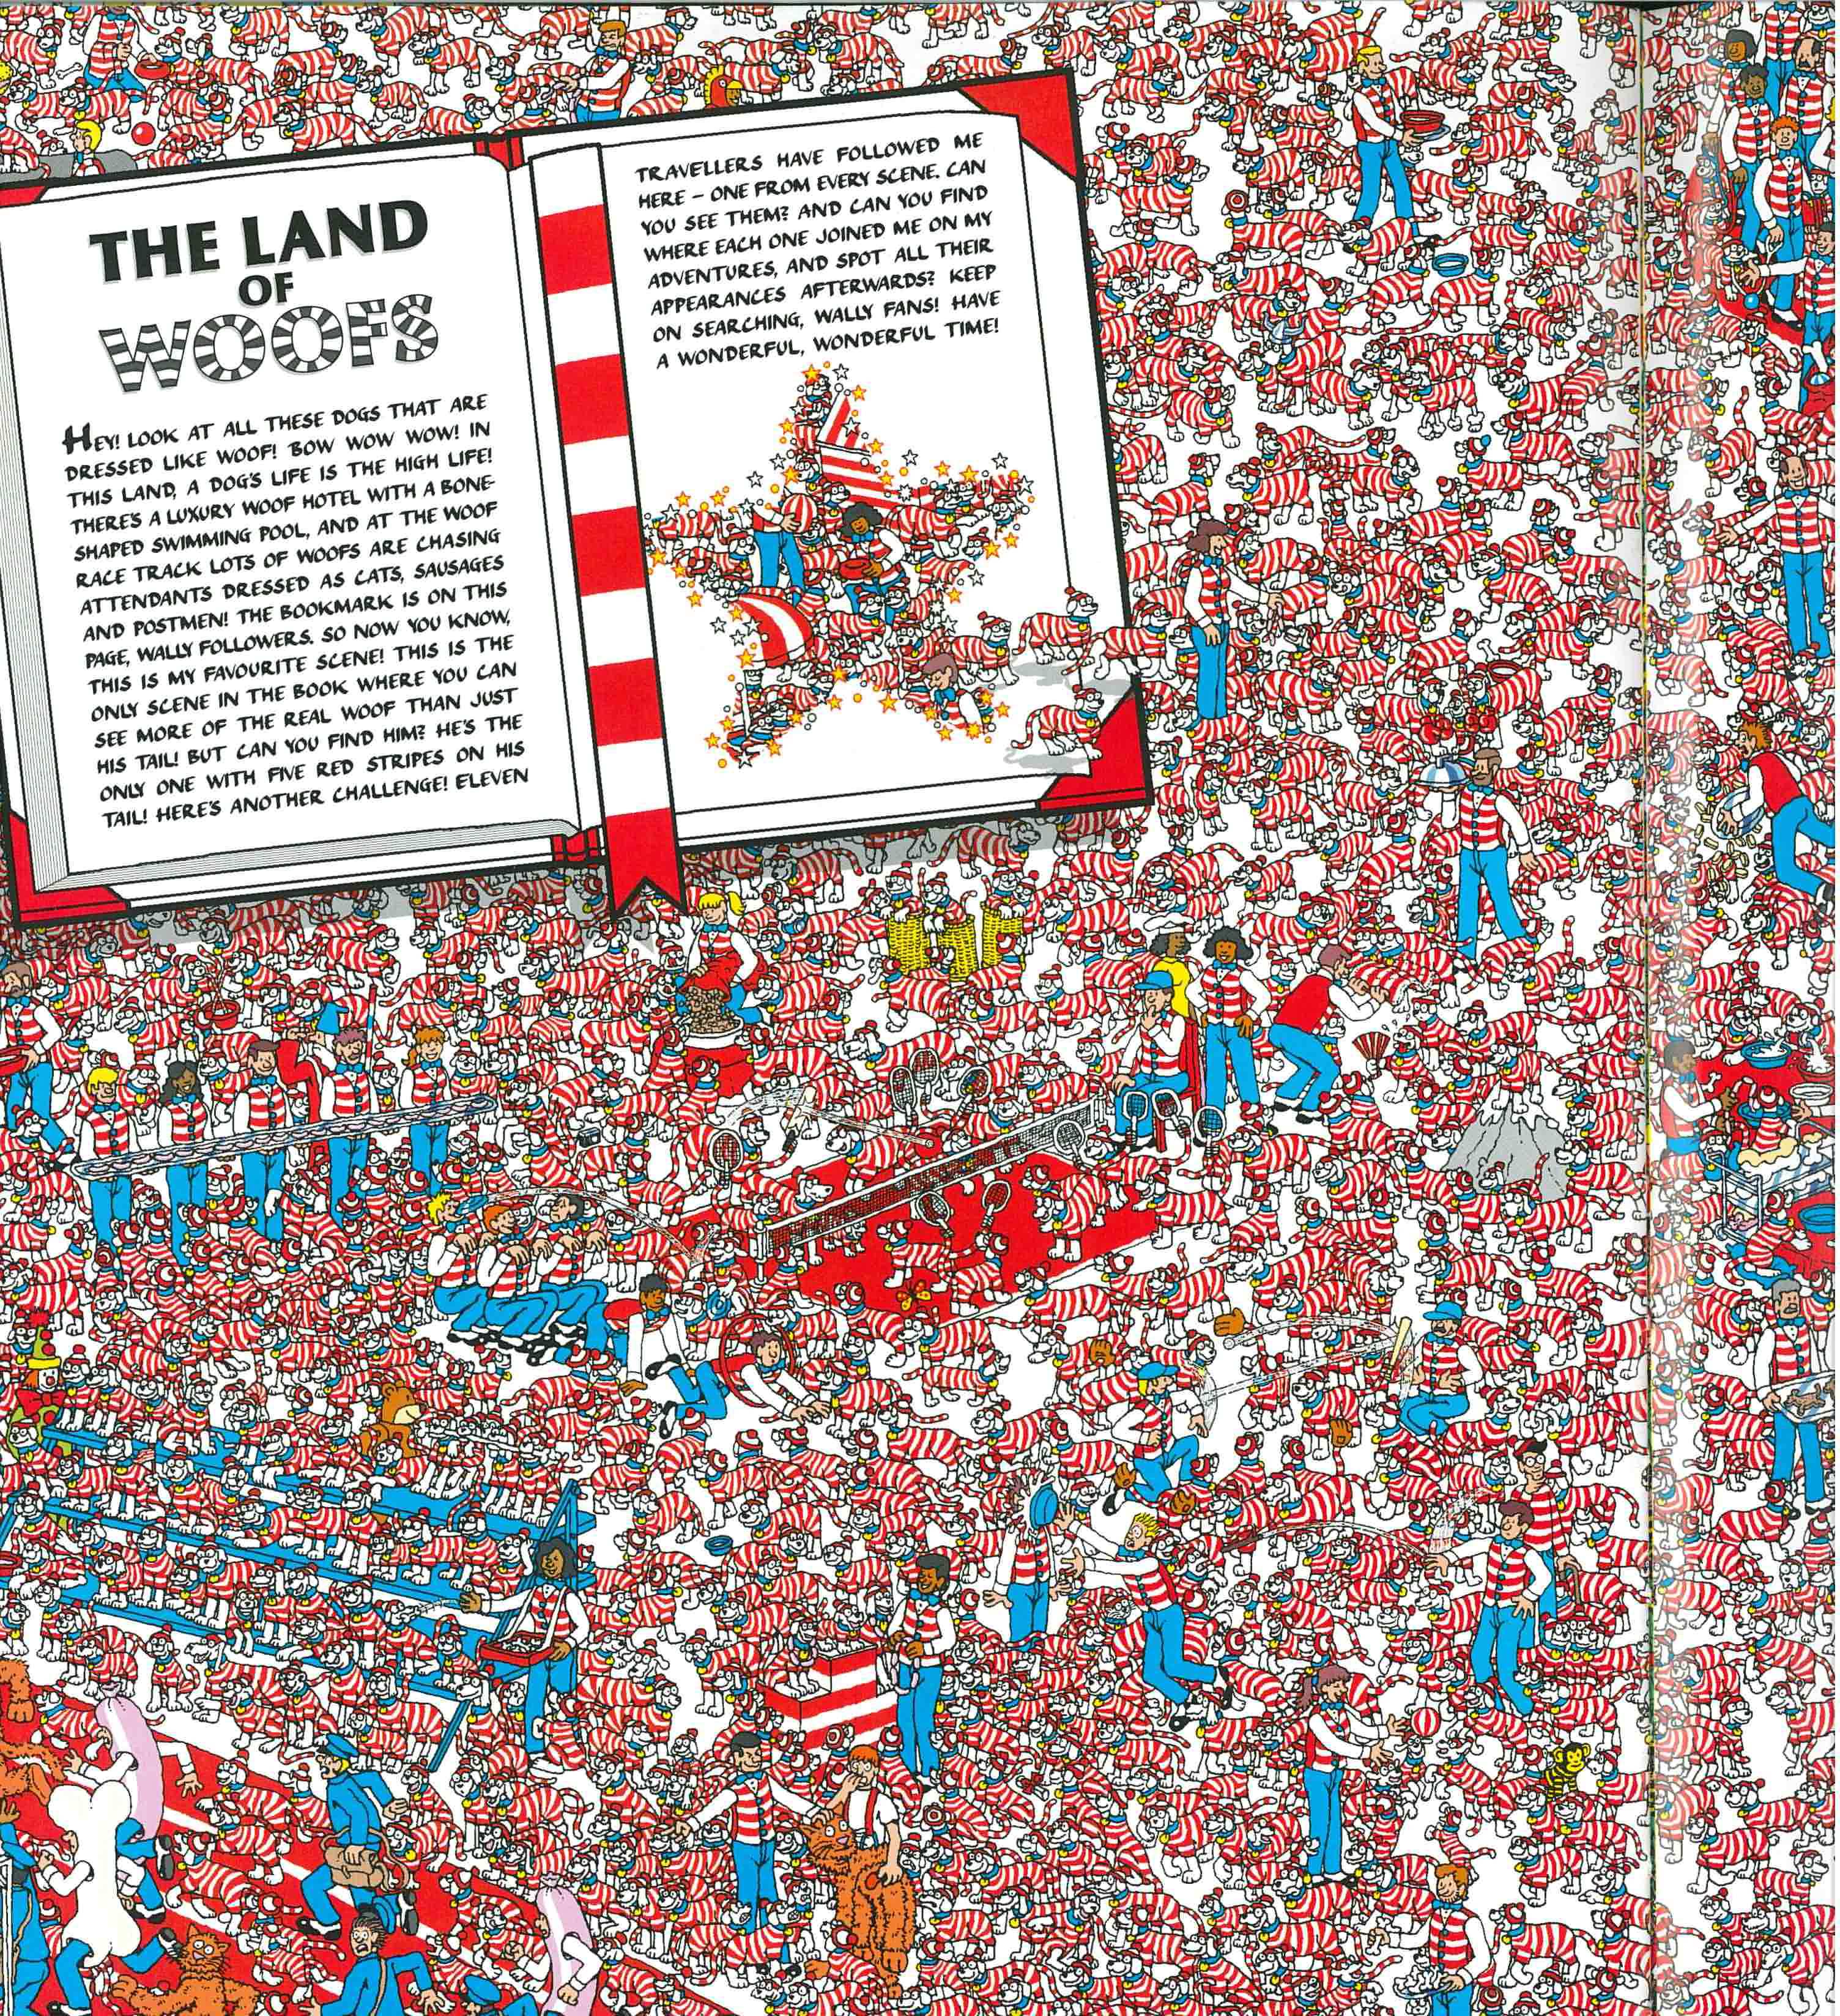 THE LAND
OF
WOOFS
HEY! LOOK AT ALL THESE DOGS THAT ARE
DRESSED LIKE WOOF! BOW WOW WOW! IN
THIS LAND, A DOG'S LIFE IS THE HIGH LIFE!
THERE'S A LUXURY WOOF HOTEL WITH A BONE-
SHAPED SWIMMING POOL, AND AT THE WOOF
RACE TRACK LOTS OF WOOFS ARE CHASING
ATTENDANTS DRESSED AS CATS, SAUSAGES
AND POSTMEN! THE BOOKMARK IS ON THIS
PAGE, WALLY FOLLOWERS. SO NOW YOU KNOW,
THIS IS MY FAVOURITE SCENE! THIS IS THE
ONLY SCENE IN THE BOOK WHERE YOU CAN
SEE MORE OF THE REAL WOOF THAN JUST
HIS TAIL! BUT CAN YOU FIND HIM? HE'S THE
ONLY ONE WITH FIVE RED STRIPES ON HIS
TAIL! HERE'S ANOTHER CHALLENGE! ELEVEN
TRAVELLERS HAVE FOLLOWED ME
HERE – ONE FROM EVERY SCENE. CAN
YOU SEE THEM? AND CAN YOU FIND
WHERE EACH ONE JOINED ME ON MY
ADVENTURES, AND SPOT ALL THEIR
APPEARANCES AFTERWARDS? KEEP
ON SEARCHING, WALLY FANS! HAVE
A WONDERFUL, WONDERFUL TIME!